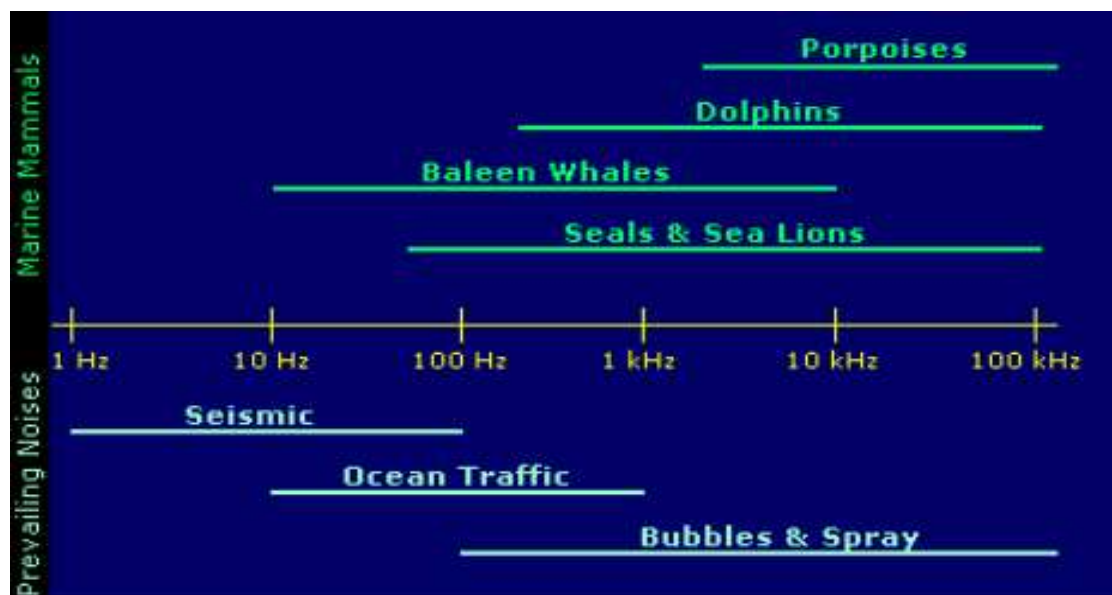 Marine Mammals
Porpoises
Dolphins
Baleen Whales
Seals & Sea Lions
1 Hz 10 Hz 100 Hz 1 kHz 10 kHz 100 kHz
Prevailing Noises
Seismic
Ocean Traffic
Bubbles & Spray